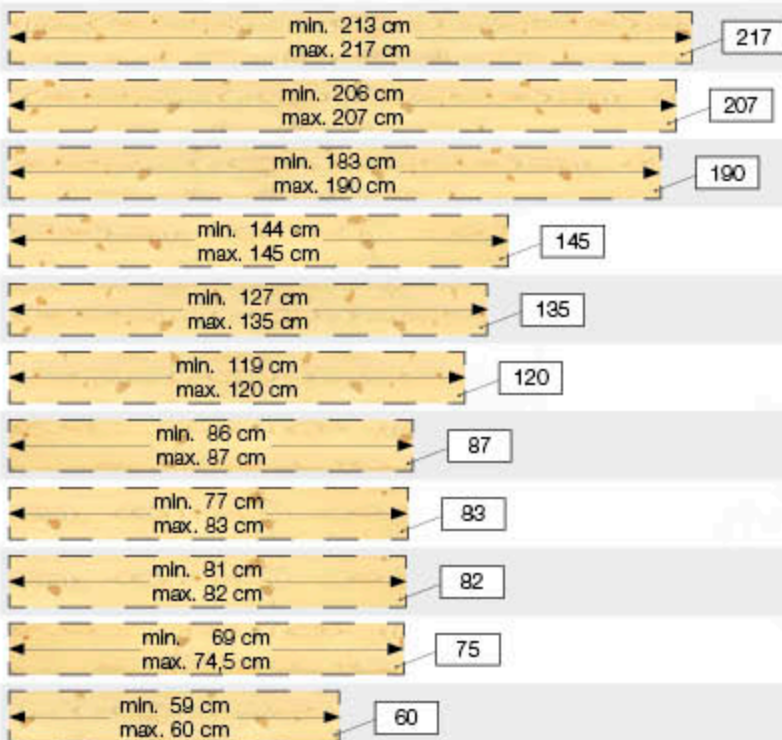 min. 213 cm
max. 217 cm
217
min. 206 cm
max. 207 cm
207
min. 183 cm
max. 190 cm
190
min. 144 cm
max. 145 cm
145
min. 127 cm
max. 135 cm
135
min. 119 cm
max. 120 cm
120
min. 86 cm
max. 87 cm
87
min. 77 cm
max. 83 cm
83
min. 81 cm
max. 82 cm
82
min. 69 cm
max. 74,5 cm
75
min. 59 cm
max. 60 cm
60